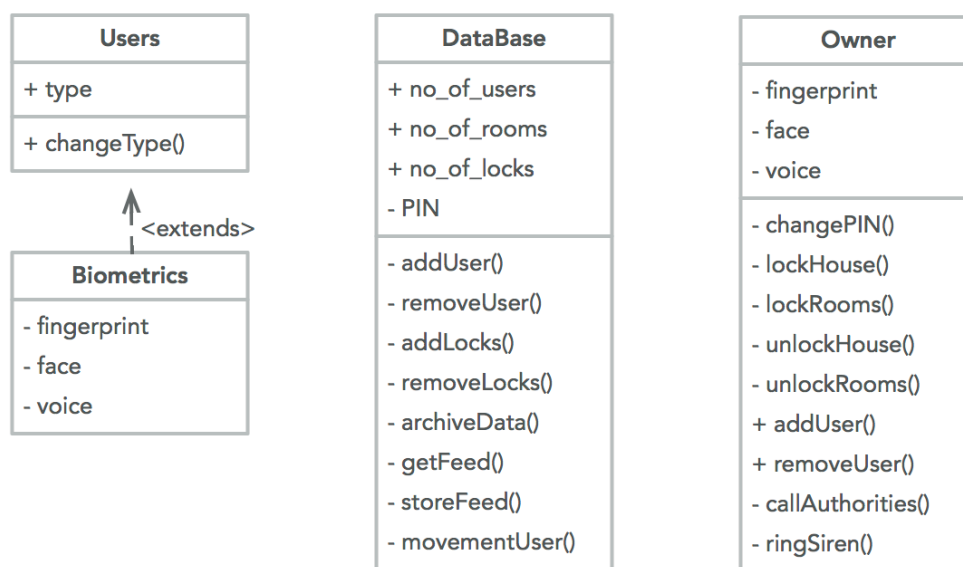 Users
+ type
+ changeType()
<extends>
Biometrics
- fingerprint
- face
- voice
DataBase
+ no_of_users
+ no_of_rooms
+ no_of_locks
- PIN
- addUser()
- removeUser()
- addLocks()
- removeLocks()
- archiveData()
- getFeed()
- storeFeed()
- movementUser()
Owner
- fingerprint
- face
- voice
- changePIN()
- lockHouse()
- lockRooms()
- unlockHouse()
- unlockRooms()
+ addUser()
+ removeUser()
- callAuthorities()
- ringSiren()